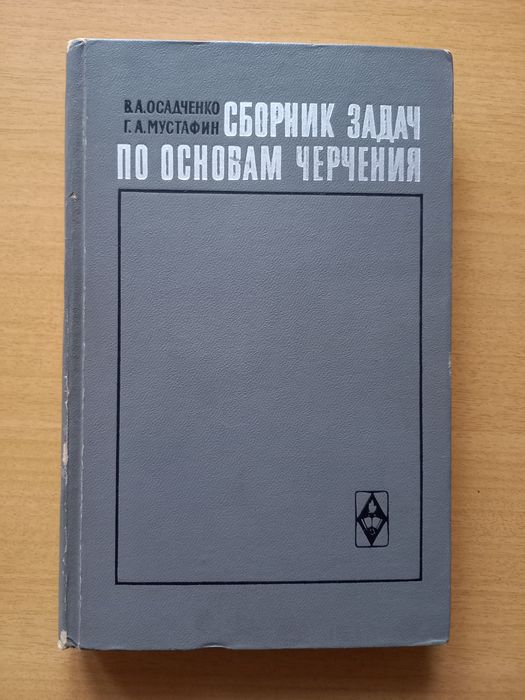 В.А.ОСАДЧЕНКО
Г.А.МУСТАФИН
СБОРНИК ЗАДАЧ
ПО ОСНОВАМ ЧЕРЧЕНИЯ